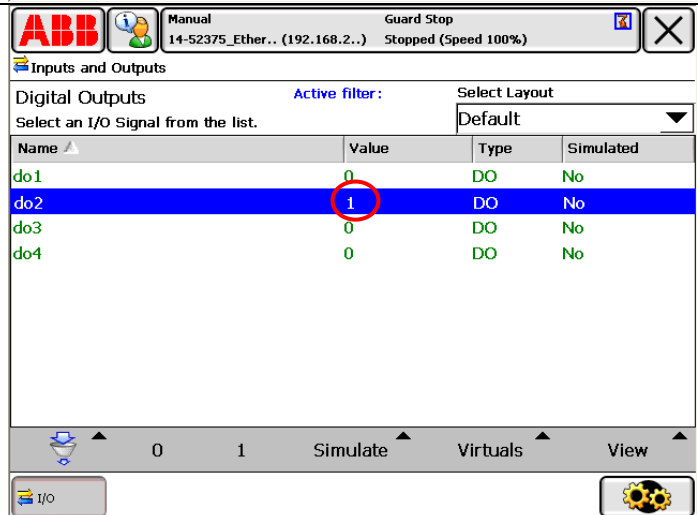 ABB
Manual
14-52375_Ether.. (192.168.2..)
Guard Stop
Stopped (Speed 100%)
Inputs and Outputs
Digital Outputs
Select an I/O Signal from the list.
Active filter:
Select Layout
Default
Name Value Type Simulated
do1 0 DO No
do2 1 DO No
do3 0 DO No
do4 0 DO No
0 1 Simulate Virtuals View
I/O